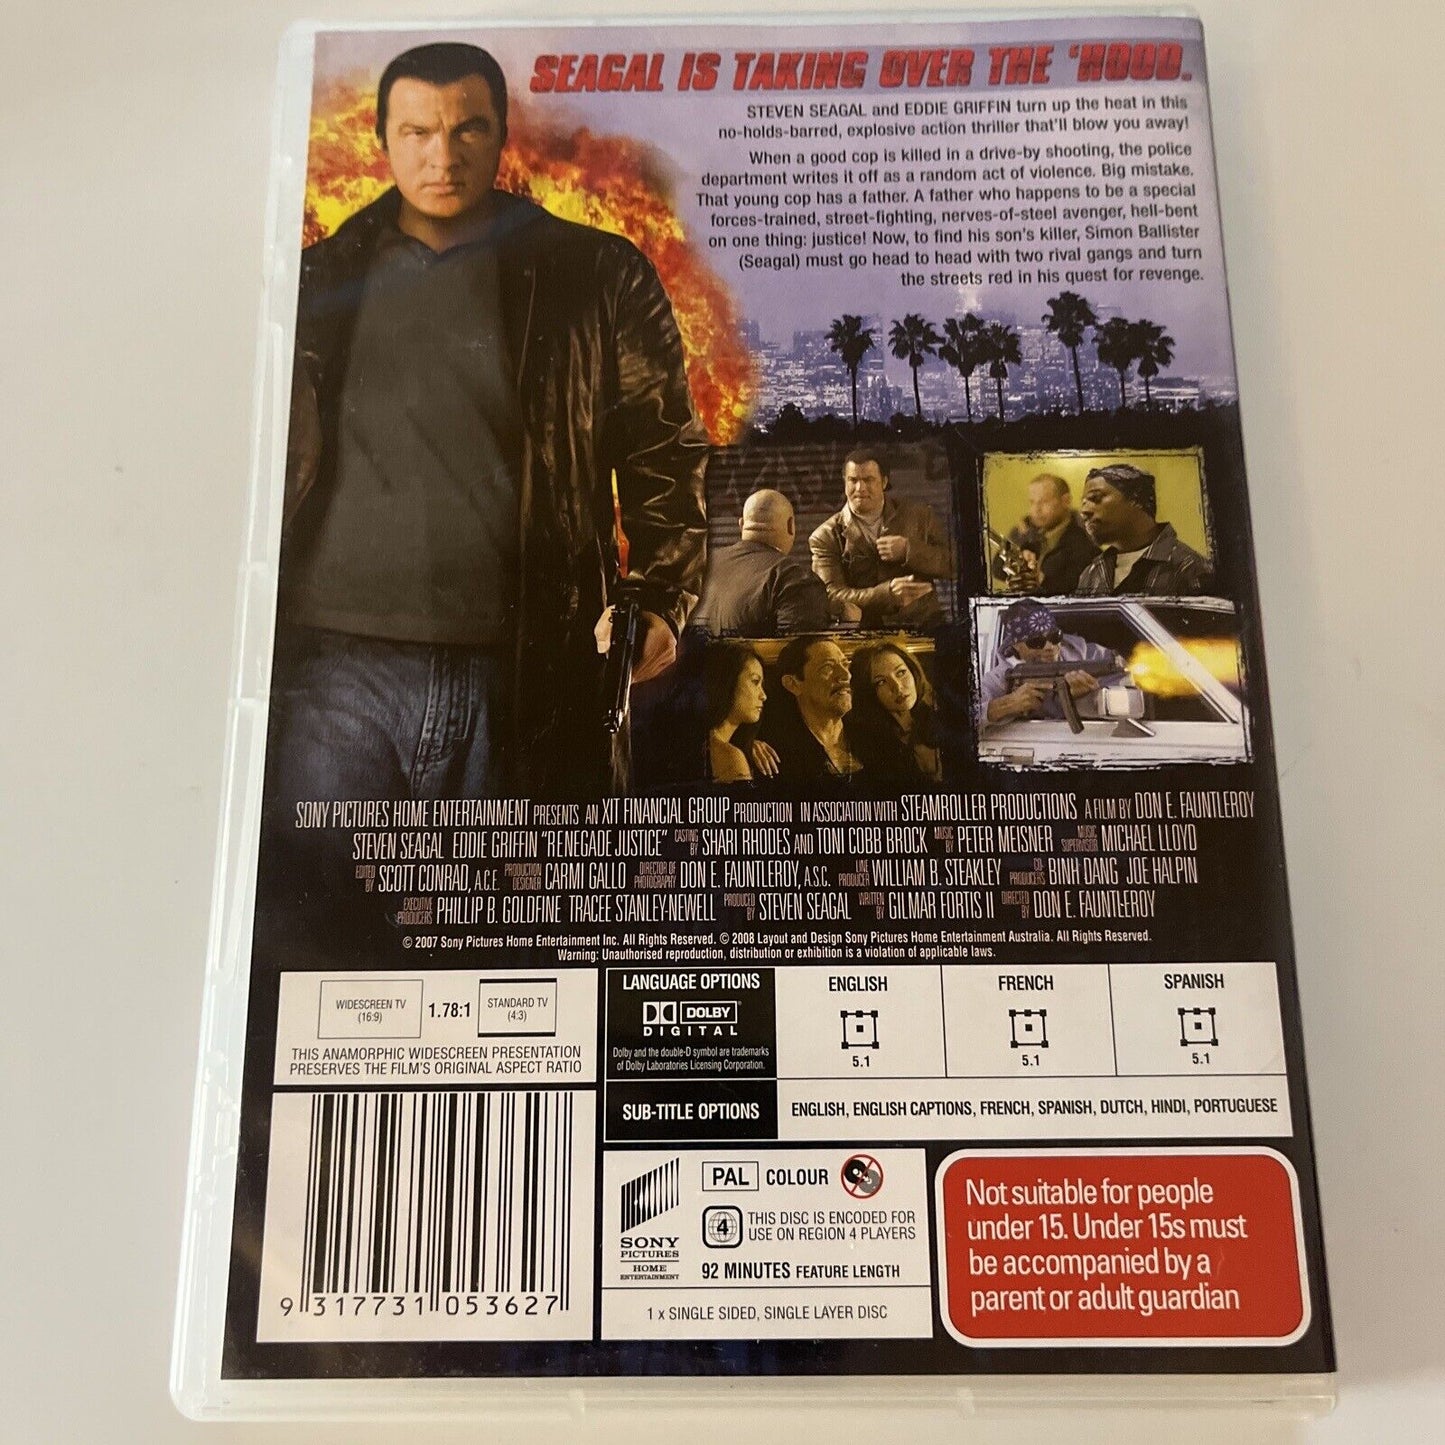 SEAGAL IS TAKING OVER THE 'HOOD.
STEVEN SEAGAL and EDDIE GRIFFIN turn up the heat in this
no-holds-barred, explosive action thriller that'll blow you away!
When a good cop is killed in a drive-by shooting, the police
department writes it off as a random act of violence. Big mistake.
That young cop has a father. A father who happens to be a special
forces-trained, street-fighting, nerves-of-steel avenger, hell-bent
on one thing: justice! Now, to find his son's killer, Simon Ballister
(Seagal) must go head to head with two rival gangs and turn
the streets red in his quest for revenge.
SONY PICTURES HOME ENTERTAINMENT PRESENTS AN XIT FINANCIAL GROUP PRODUCTION IN ASSOCIATION WITH STEAMROLLER PRODUCTIONS A FILM BY DON E. FAUNTLEROY
STEVEN SEAGAL EDDIE GRIFFIN "RENEGADE JUSTICE" CASTING BY SHARI RHODES AND TONI COBB BROCK MUSIC BY PETER MEISNER MUSIC SUPERVISOR MICHAEL LLOYD
EDITED BY SCOTT CONRAD, A.C.E. PRODUCTION DESIGNER CARMI GALLO DIRECTOR OF PHOTOGRAPHY DON E. FAUNTLEROY, A.S.C. LINE PRODUCER WILLIAM B. STEAKLEY CO-PRODUCERS BINH DANG JOE HALPIN
EXECUTIVE PRODUCERS PHILLIP B. GOLDFINE TRACEE STANLEY-NEWELL PRODUCED BY STEVEN SEAGAL WRITTEN BY GILMAR FORTIS II DIRECTED BY DON E. FAUNTLEROY
© 2007 Sony Pictures Home Entertainment Inc. All Rights Reserved. © 2008 Layout and Design Sony Pictures Home Entertainment Australia. All Rights Reserved.
Warning: Unauthorised reproduction, distribution or exhibition is a violation of applicable laws.
WIDESCREEN TV
(16:9)
1.78:1
STANDARD TV
(4:3)
THIS ANAMORPHIC WIDESCREEN PRESENTATION
PRESERVES THE FILM'S ORIGINAL ASPECT RATIO
LANGUAGE OPTIONS
DOLBY
DIGITAL
Dolby and the double-D symbol are trademarks
of Dolby Laboratories Licensing Corporation.
ENGLISH
5.1
FRENCH
5.1
SPANISH
5.1
SUB-TITLE OPTIONS
ENGLISH, ENGLISH CAPTIONS, FRENCH, SPANISH, DUTCH, HINDI, PORTUGUESE
9 317731 053627
SONY
PICTURES
HOME
ENTERTAINMENT
PAL COLOUR
4
THIS DISC IS ENCODED FOR
USE ON REGION 4 PLAYERS
92 MINUTES FEATURE LENGTH
1 x SINGLE SIDED, SINGLE LAYER DISC
Not suitable for people
under 15. Under 15s must
be accompanied by a
parent or adult guardian